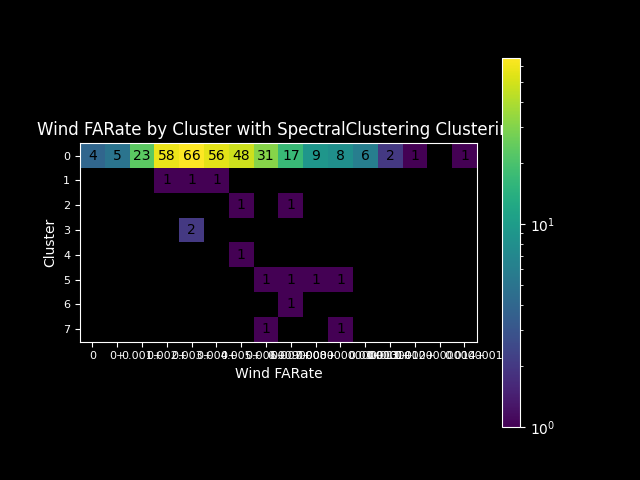 Wind FARate by Cluster with SpectralClustering
Cluster
0 4 5 23 58 66 56 48 31 17 9 8 6 2 1 1
1 1 1 1
2 1 1
3 2
4 1
5 1 1 1 1
6 1
7 1 1
0
Wind FARate
10¹
10⁰